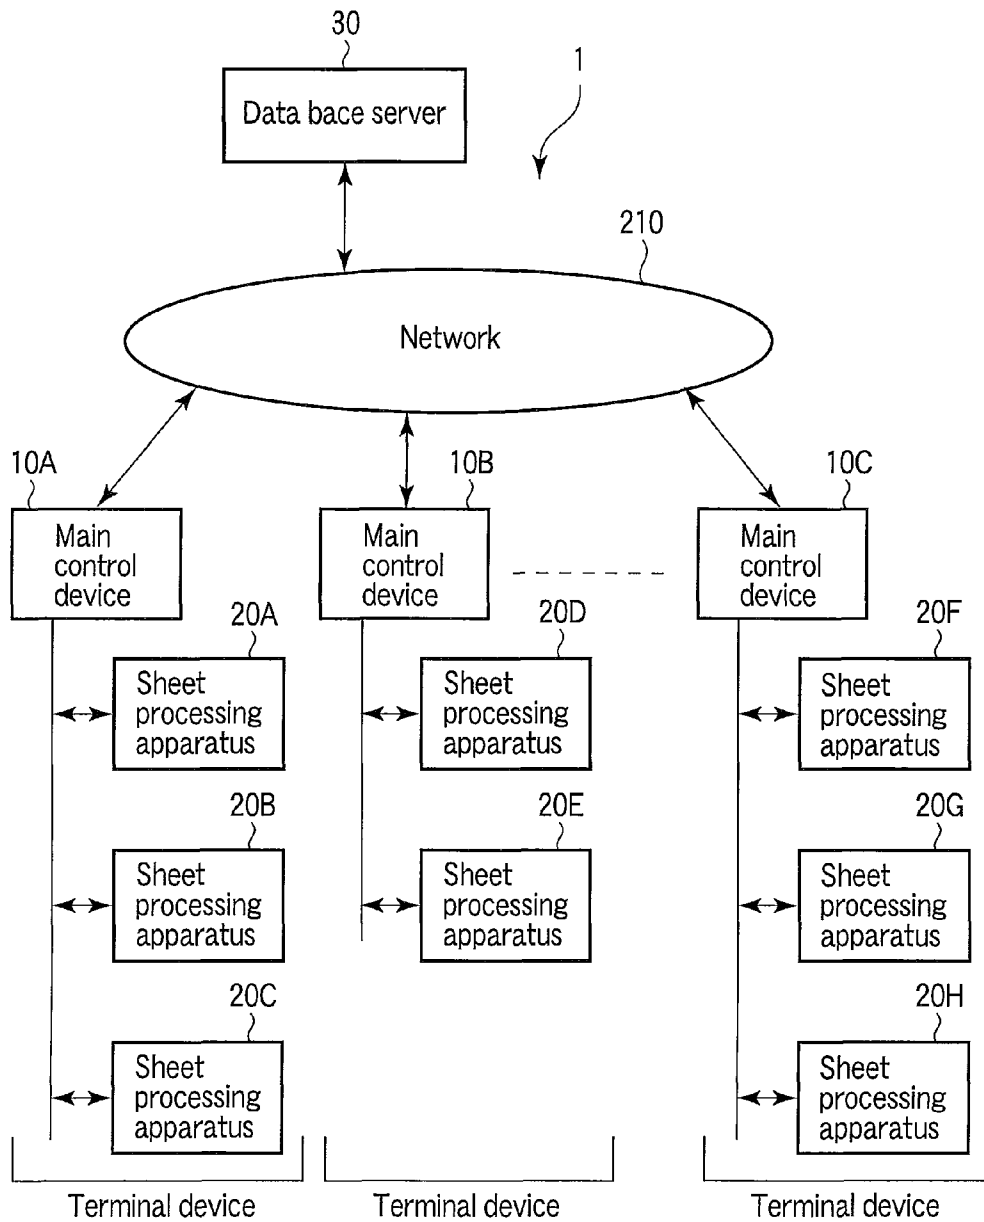 30
1
Data bace server
210
Network
10A
10B
10C
Main
control
device
Main
control
device
Main
control
device
20A
20D
20F
Sheet
processing
apparatus
Sheet
processing
apparatus
Sheet
processing
apparatus
20B
20E
20G
Sheet
processing
apparatus
Sheet
processing
apparatus
Sheet
processing
apparatus
20C
20H
Sheet
processing
apparatus
Sheet
processing
apparatus
Terminal device
Terminal device
Terminal device